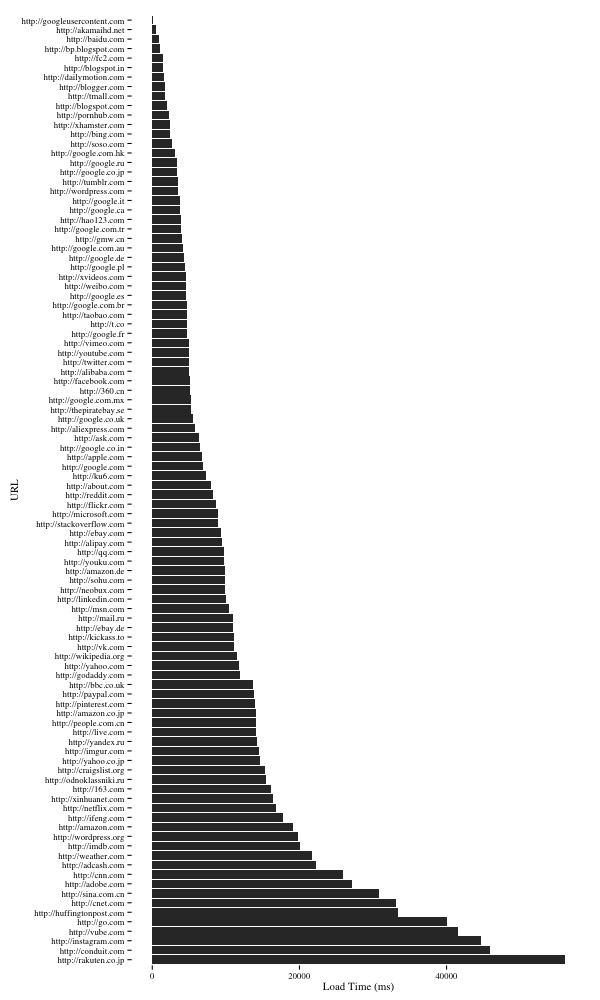 http://googleusercontent.com
http://akamaihd.net
http://baidu.com
http://bp.blogspot.com
http://fc2.com
http://blogspot.in
http://dailymotion.com
http://blogger.com
http://tmall.com
http://blogspot.com
http://pornhub.com
http://xhamster.com
http://bing.com
http://soso.com
http://google.com.hk
http://google.ru
http://google.co.jp
http://tumblr.com
http://wordpress.com
http://google.it
http://google.ca
http://hao123.com
http://google.com.tr
http://gmw.cn
http://google.com.au
http://google.de
http://google.pl
http://xvideos.com
http://weibo.com
http://google.es
http://google.com.br
http://taobao.com
http://t.co
http://google.fr
http://vimeo.com
http://youtube.com
http://twitter.com
http://alibaba.com
http://facebook.com
http://360.cn
http://google.com.mx
http://thepiratebay.se
http://google.co.uk
http://aliexpress.com
http://ask.com
http://google.co.in
http://apple.com
http://google.com
http://ku6.com
http://about.com
http://reddit.com
http://flickr.com
http://microsoft.com
http://stackoverflow.com
http://ebay.com
http://alipay.com
http://qq.com
http://youku.com
http://amazon.de
http://sohu.com
http://neobux.com
http://linkedin.com
http://msn.com
http://mail.ru
http://ebay.de
http://kickass.to
http://vk.com
http://wikipedia.org
http://yahoo.com
http://godaddy.com
http://bbc.co.uk
http://paypal.com
http://pinterest.com
http://amazon.co.jp
http://people.com.cn
http://live.com
http://yandex.ru
http://imgur.com
http://yahoo.co.jp
http://craigslist.org
http://odnoklassniki.ru
http://163.com
http://xinhuanet.com
http://netflix.com
http://ifeng.com
http://amazon.com
http://wordpress.org
http://imdb.com
http://weather.com
http://adcash.com
http://cnn.com
http://adobe.com
http://sina.com.cn
http://cnet.com
http://huffingtonpost.com
http://go.com
http://vube.com
http://instagram.com
http://conduit.com
http://rakuten.co.jp
URL
0 20000 40000
Load Time (ms)